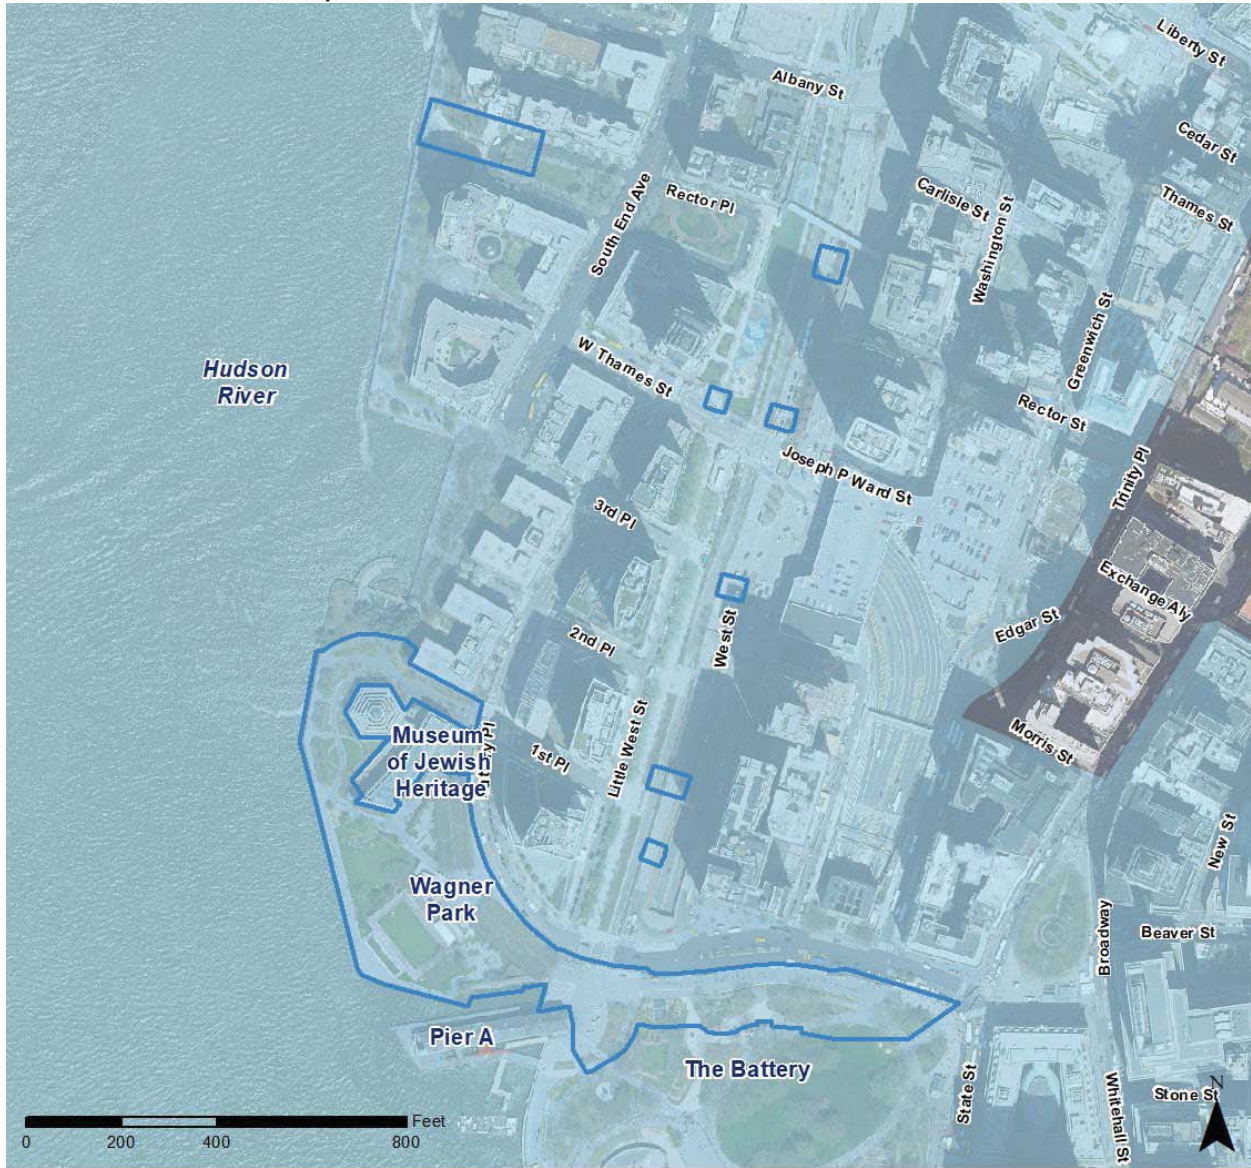 Liberty St
Albany St
Cedar St
Carlisle St
Thames St
Rector Pl
South End Ave
Washington St
Greenwich St
Hudson
River
W Thames St
Rector St
Joseph P Ward St
Trinity Pl
3rd Pl
Exchange Aly
Edgar St
West St
2nd Pl
Morris St
Museum
of Jewish
Heritage
1st Pl
Little West St
New St
Wagner
Park
Broadway
Beaver St
Pier A
The Battery
State St
Whitehall St
Stone St
N
Feet
0 200 400 800